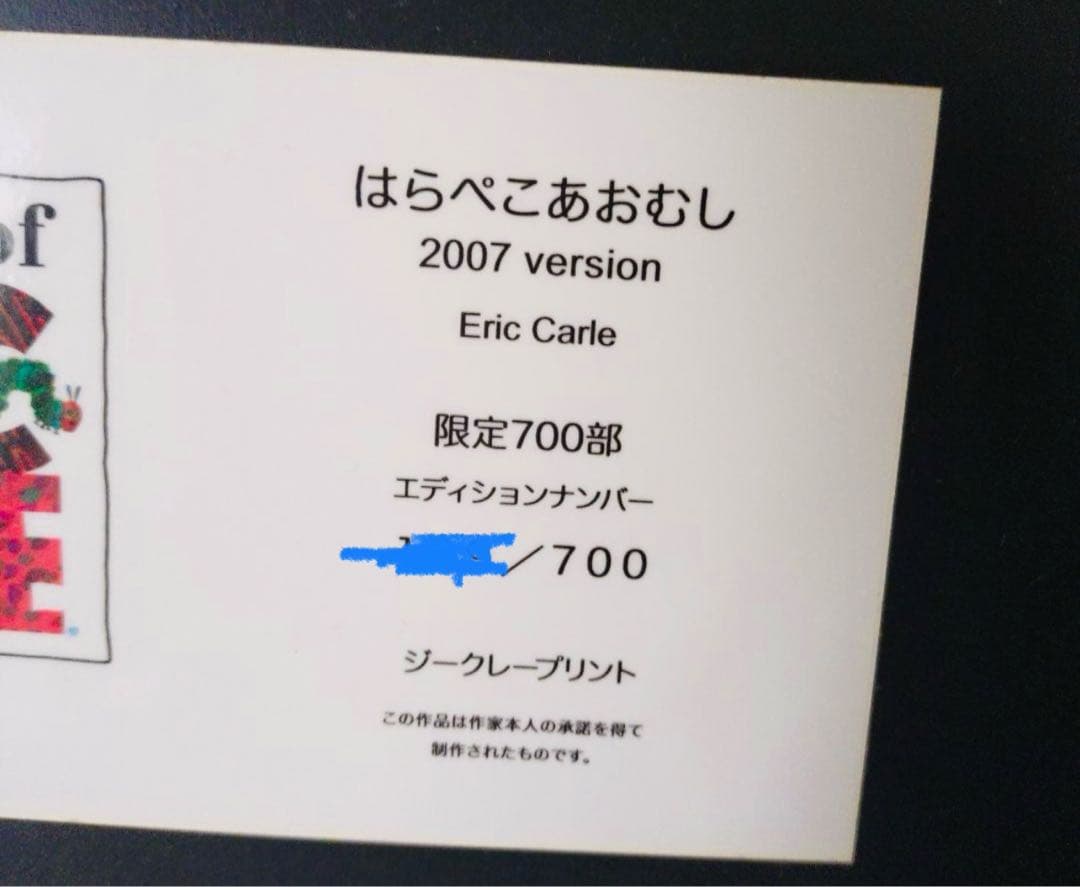 of
はらぺこあおむし
2007 version
Eric Carle
限定700部
エディションナンバー
／700
ジークレープリント
この作品は作家本人の承諾を得て
制作されたものです。